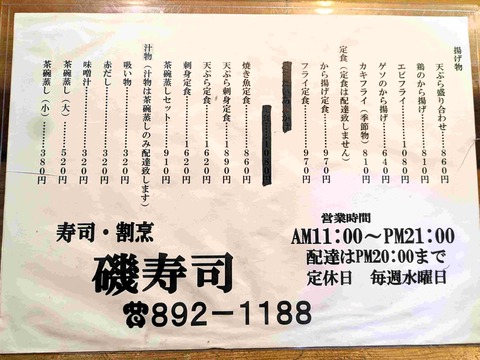 揚げ物
天ぷら盛り合わせ……860円
鶏のから揚げ……810円
エビフライ……1080円
ゲソのから揚げ……640円
カキフライ（季節物）810円
定食（定食は配達致しません）
から揚げ定食……970円
フライ定食……970円
焼き魚定食……860円
天ぷら刺身定食……1890円
天ぷら定食……
刺身定食……1620円
茶碗蒸しセット……910円
汁物（汁物は茶碗蒸しのみ配達致します）
吸い物……320円
赤だし……320円
味噌汁……320円
茶碗蒸し（大）……520円
茶碗蒸し（小）……380円
営業時間
AM11:00～PM21:00
配達はPM20:00まで
定休日　毎週水曜日
寿司・割烹
磯寿司
☎892-1188